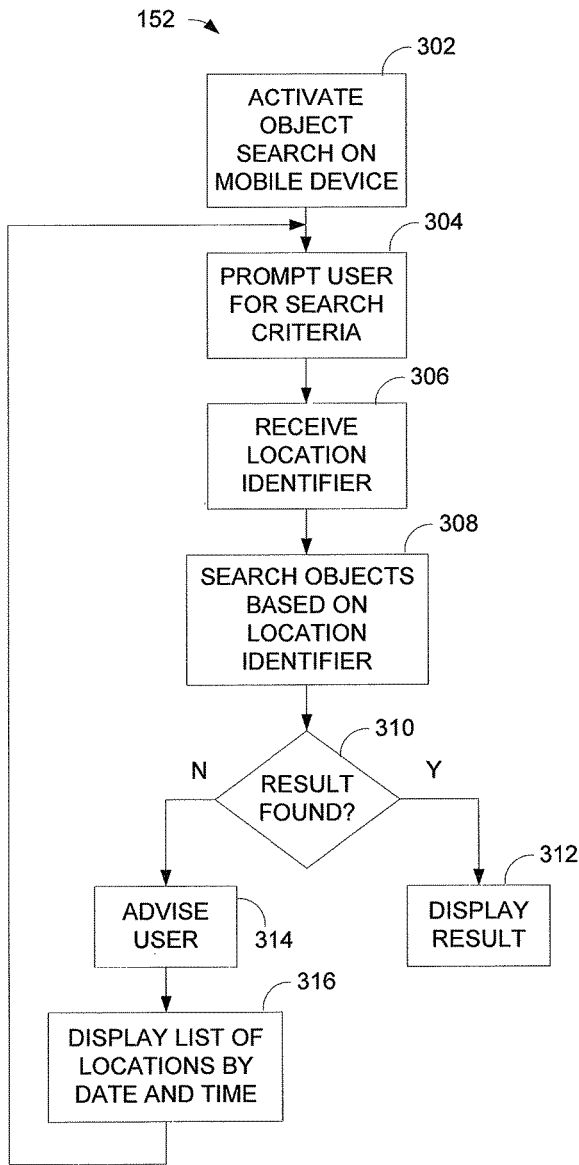 152
302
ACTIVATE
OBJECT
SEARCH ON
MOBILE DEVICE
304
PROMPT USER
FOR SEARCH
CRITERIA
306
RECEIVE
LOCATION
IDENTIFIER
308
SEARCH OBJECTS
BASED ON
LOCATION
IDENTIFIER
310
N
RESULT
FOUND?
Y
312
DISPLAY
RESULT
ADVISE
USER
314
316
DISPLAY LIST OF
LOCATIONS BY
DATE AND TIME